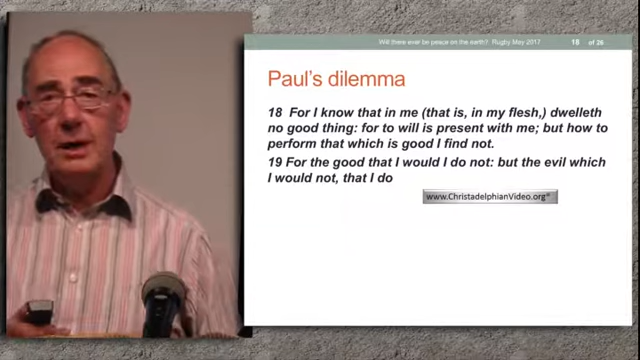 Will there ever be peace on the earth? Rugby May 2017 18 of 26
Paul's dilemma
18 For I know that in me (that is, in my flesh,) dwelleth
no good thing: for to will is present with me; but how to
perform that which is good I find not.
19 For the good that I would I do not: but the evil which
I would not, that I do
www.ChristadelphianVideo.org